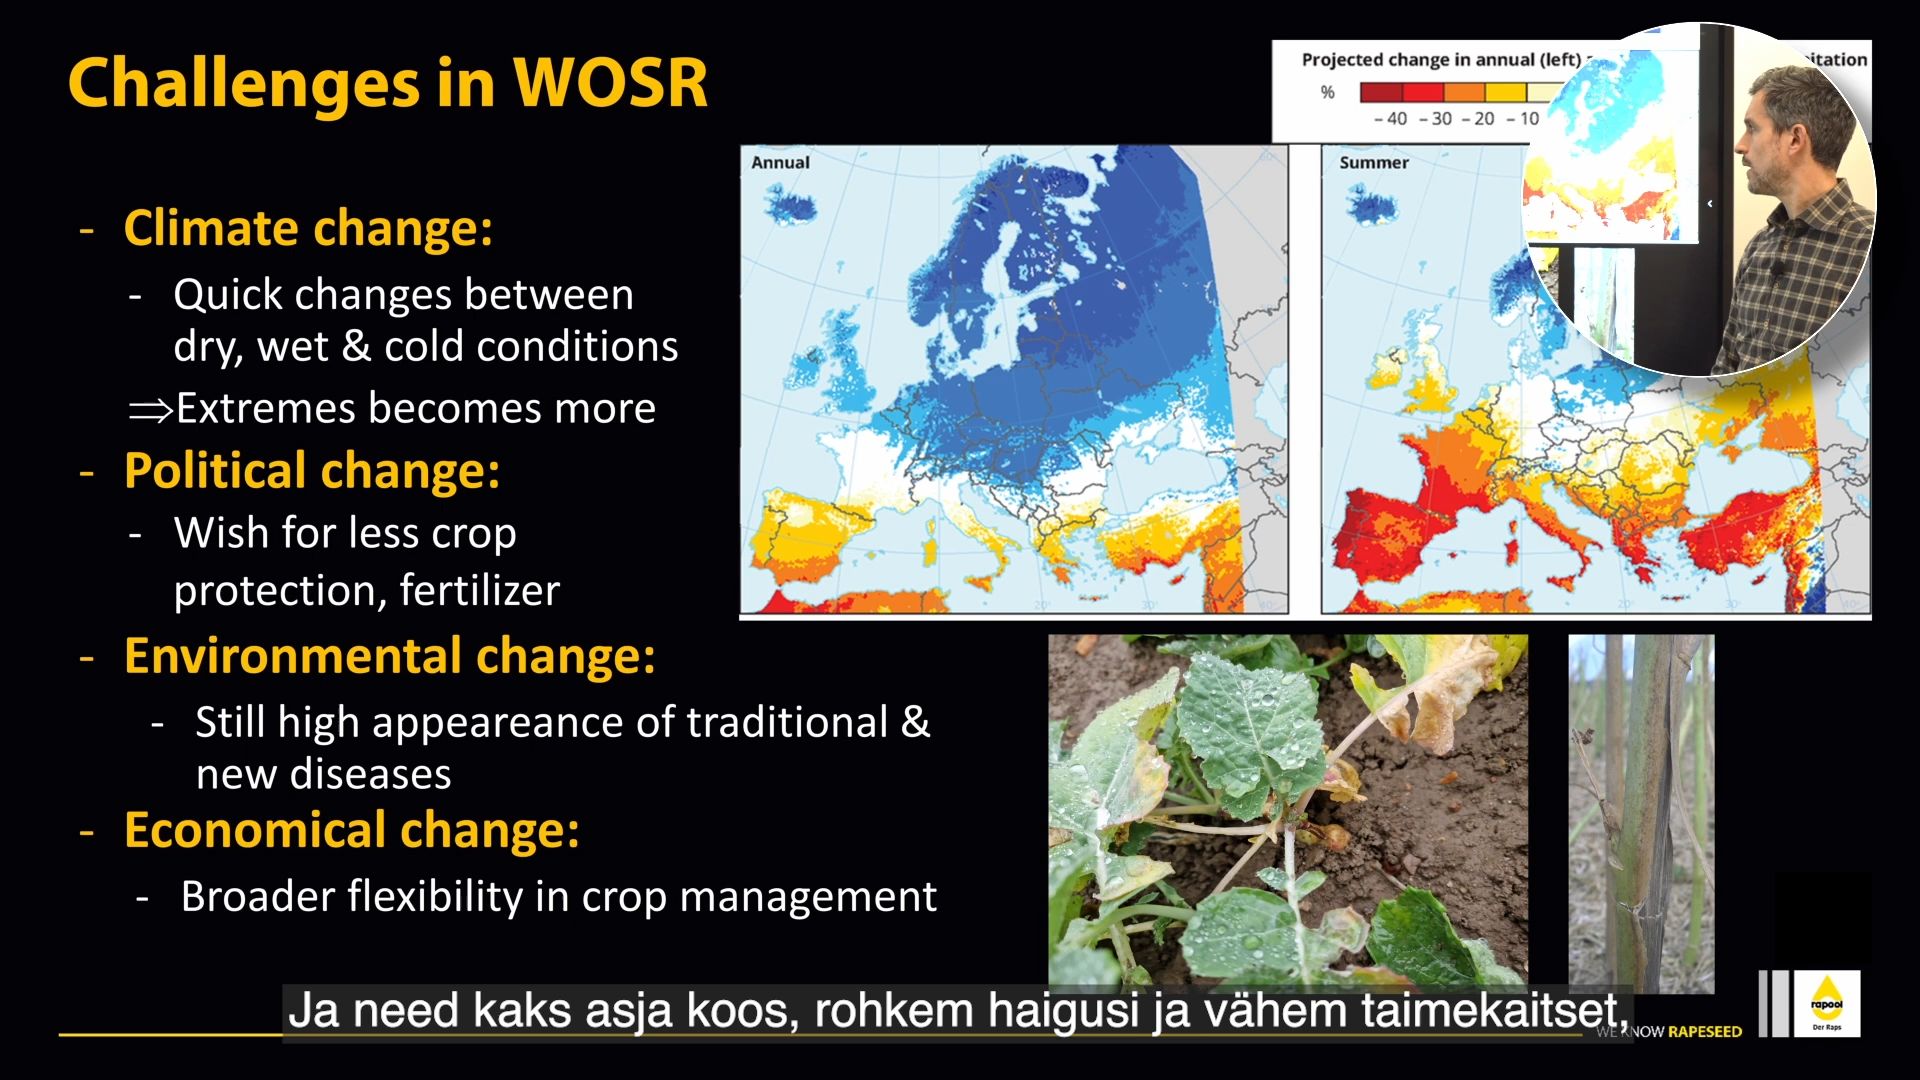 Challenges in WOSR
- Climate change:
- Quick changes between
dry, wet & cold conditions
⇒Extremes becomes more
- Political change:
- Wish for less crop
protection, fertilizer
- Environmental change:
- Still high appeareance of traditional &
new diseases
- Economical change:
- Broader flexibility in crop management
Projected change in annual (left)
%
– 40 – 30 – 20 – 10
Annual
Summer
Ja need kaks asja koos, rohkem haigusi ja vähem taimekaitset,
WE KNOW RAPESEED
rapool
Der Raps